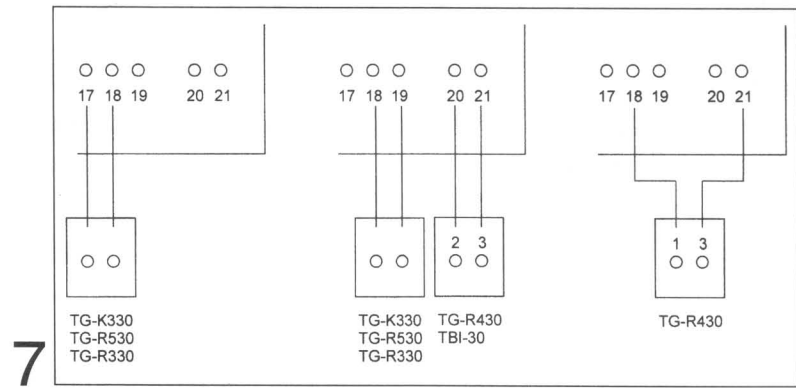 17 18 19 20 21
17 18 19 20 21
17 18 19 20 21
2 3
1 3
TG-K330
TG-R530
TG-R330
TG-K330
TG-R530
TG-R330
TG-R430
TBI-30
TG-R430
7